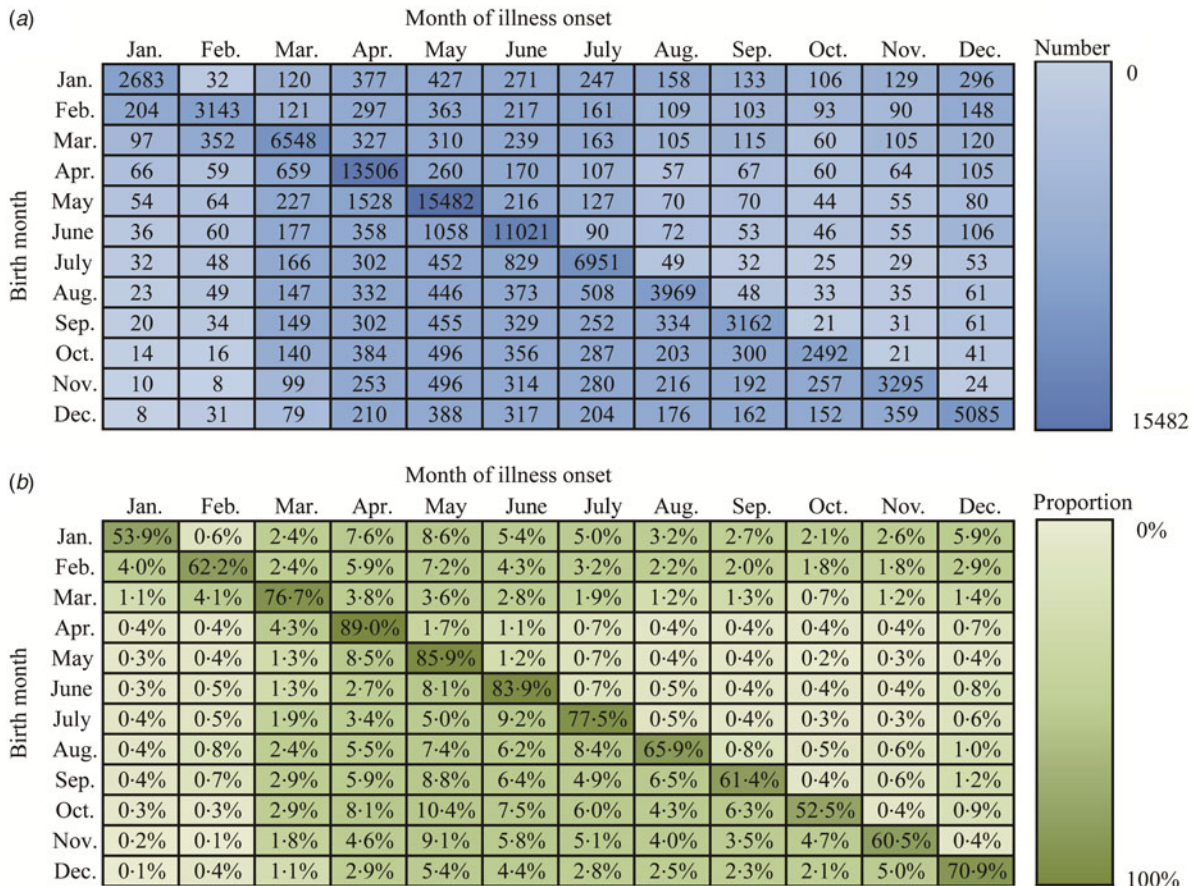 (a)
Month of illness onset
Jan. Feb. Mar. Apr. May June July Aug. Sep. Oct. Nov. Dec. Number
Jan. 2683 32 120 377 427 271 247 158 133 106 129 296 0
Feb. 204 3143 121 297 363 217 161 109 103 93 90 148
Mar. 97 352 6548 327 310 239 163 105 115 60 105 120
Apr. 66 59 659 13506 260 170 107 57 67 60 64 105
May 54 64 227 1528 15482 216 127 70 70 44 55 80
June 36 60 177 358 1058 11021 90 72 53 46 55 106
July 32 48 166 302 452 829 6951 49 32 25 29 53
Aug. 23 49 147 332 446 373 508 3969 48 33 35 61
Sep. 20 34 149 302 455 329 252 334 3162 21 31 61
Oct. 14 16 140 384 496 356 287 203 300 2492 21 41
Nov. 10 8 99 253 496 314 280 216 192 257 3295 24
Dec. 8 31 79 210 388 317 204 176 162 152 359 5085 15482
Birth month
(b)
Month of illness onset
Jan. Feb. Mar. Apr. May June July Aug. Sep. Oct. Nov. Dec. Proportion
Jan. 53·9% 0·6% 2·4% 7·6% 8·6% 5·4% 5·0% 3·2% 2·7% 2·1% 2·6% 5·9% 0%
Feb. 4·0% 62·2% 2·4% 5·9% 7·2% 4·3% 3·2% 2·2% 2·0% 1·8% 1·8% 2·9%
Mar. 1·1% 4·1% 76·7% 3·8% 3·6% 2·8% 1·9% 1·2% 1·3% 0·7% 1·2% 1·4%
Apr. 0·4% 0·4% 4·3% 89·0% 1·7% 1·1% 0·7% 0·4% 0·4% 0·4% 0·4% 0·7%
May 0·3% 0·4% 1·3% 8·5% 85·9% 1·2% 0·7% 0·4% 0·4% 0·2% 0·3% 0·4%
June 0·3% 0·5% 1·3% 2·7% 8·1% 83·9% 0·7% 0·5% 0·4% 0·4% 0·4% 0·8%
July 0·4% 0·5% 1·9% 3·4% 5·0% 9·2% 77·5% 0·5% 0·4% 0·3% 0·3% 0·6%
Aug. 0·4% 0·8% 2·4% 5·5% 7·4% 6·2% 8·4% 65·9% 0·8% 0·5% 0·6% 1·0%
Sep. 0·4% 0·7% 2·9% 5·9% 8·8% 6·4% 4·9% 6·5% 61·4% 0·4% 0·6% 1·2%
Oct. 0·3% 0·3% 2·9% 8·1% 10·4% 7·5% 6·0% 4·3% 6·3% 52·5% 0·4% 0·9%
Nov. 0·2% 0·1% 1·8% 4·6% 9·1% 5·8% 5·1% 4·0% 3·5% 4·7% 60·5% 0·4%
Dec. 0·1% 0·4% 1·1% 2·9% 5·4% 4·4% 2·8% 2·5% 2·3% 2·1% 5·0% 70·9% 100%
Birth month